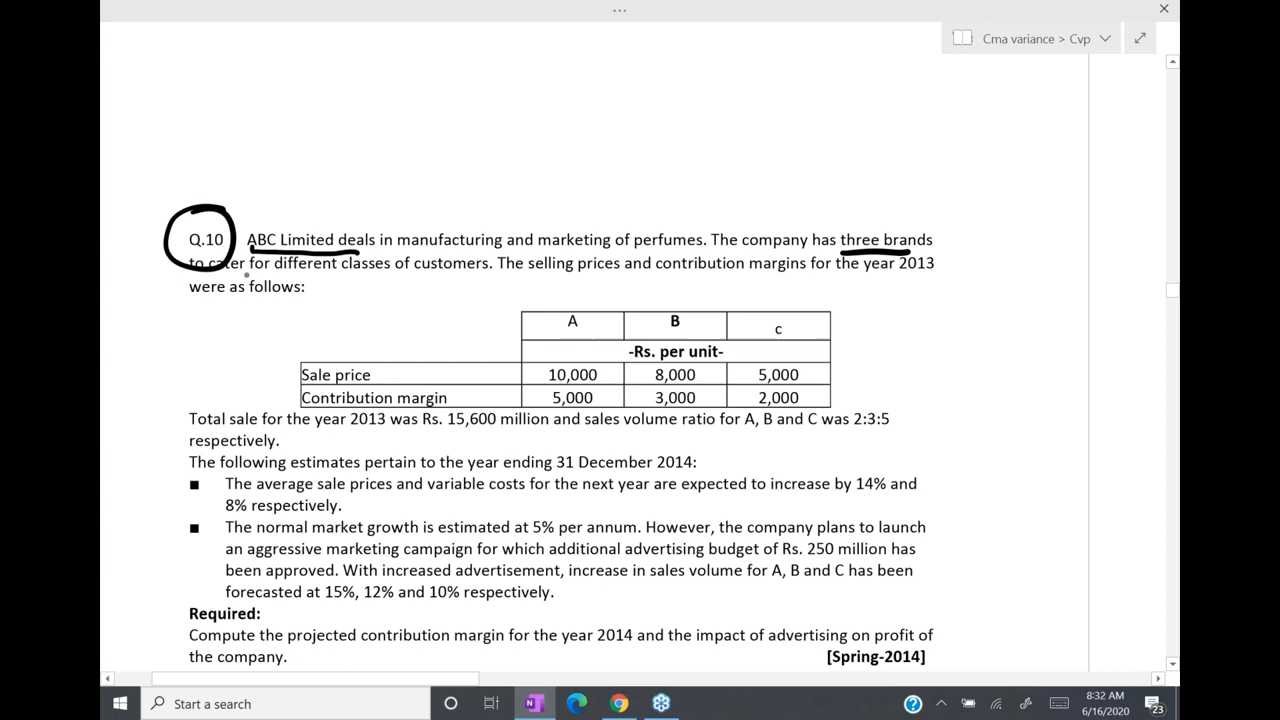 ...
Cma variance > Cvp
Q.10 ABC Limited deals in manufacturing and marketing of perfumes. The company has three brands
to cater for different classes of customers. The selling prices and contribution margins for the year 2013
were as follows:
A B c
-Rs. per unit-
Sale price 10,000 8,000 5,000
Contribution margin 5,000 3,000 2,000
Total sale for the year 2013 was Rs. 15,600 million and sales volume ratio for A, B and C was 2:3:5
respectively.
The following estimates pertain to the year ending 31 December 2014:
■ The average sale prices and variable costs for the next year are expected to increase by 14% and
8% respectively.
■ The normal market growth is estimated at 5% per annum. However, the company plans to launch
an aggressive marketing campaign for which additional advertising budget of Rs. 250 million has
been approved. With increased advertisement, increase in sales volume for A, B and C has been
forecasted at 15%, 12% and 10% respectively.
Required:
Compute the projected contribution margin for the year 2014 and the impact of advertising on profit of
the company. [Spring-2014]
Start a search
8:32 AM
6/16/2020
23